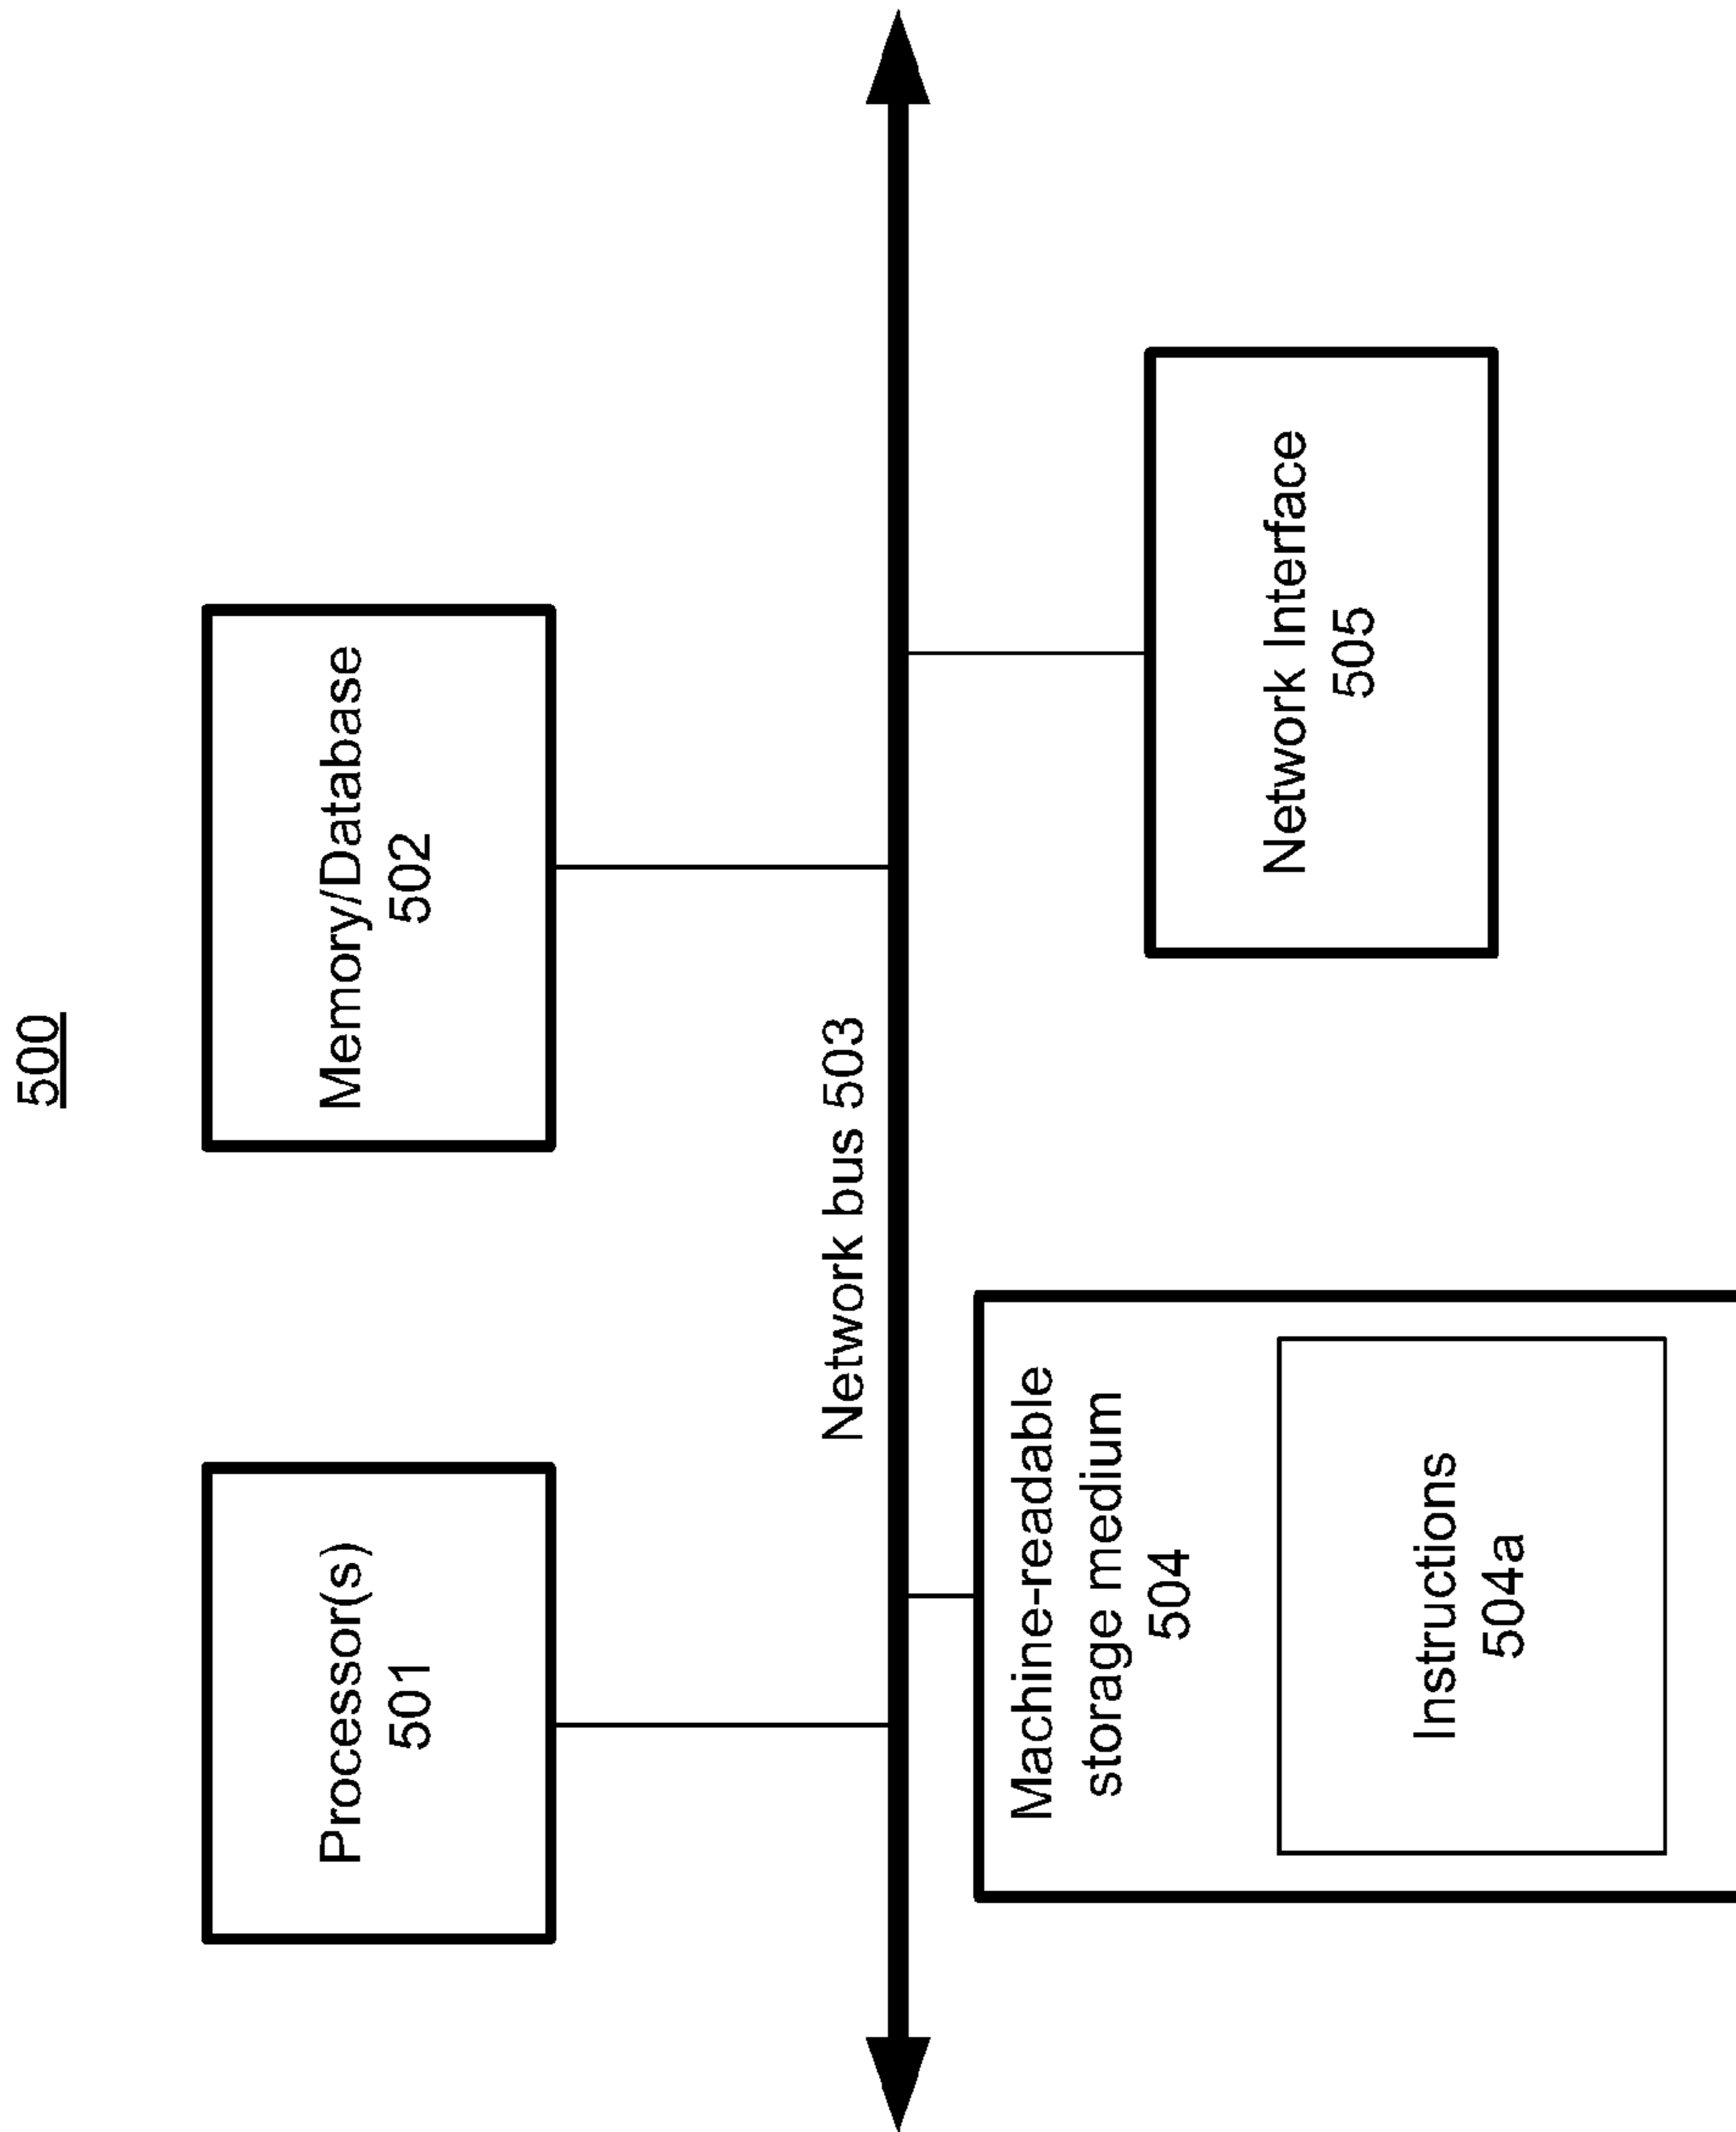 500
Processor(s)
501
Memory/Database
502
Network bus 503
Machine-readable
storage medium
504
Instructions
504a
Network Interface
505